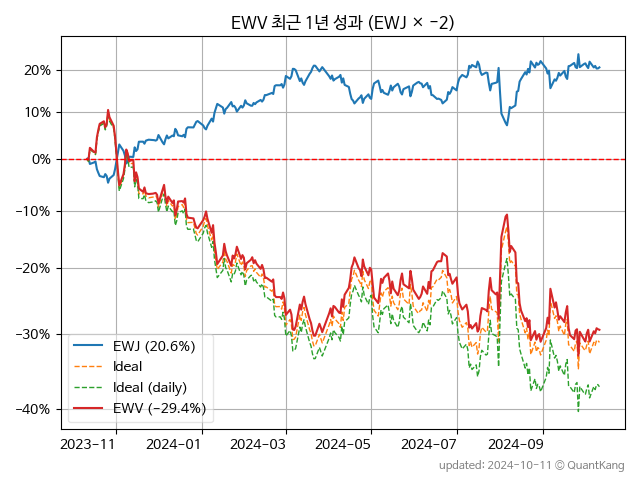 EWV 최근 1년 성과 (EWJ × −2)
20%
10%
0%
−10%
−20%
−30%
−40%
EWJ (20.6%)
Ideal
Ideal (daily)
EWV (−29.4%)
2023−11
2024−01
2024−03
2024−05
2024−07
2024−09
updated: 2024-10-11 © QuantKang